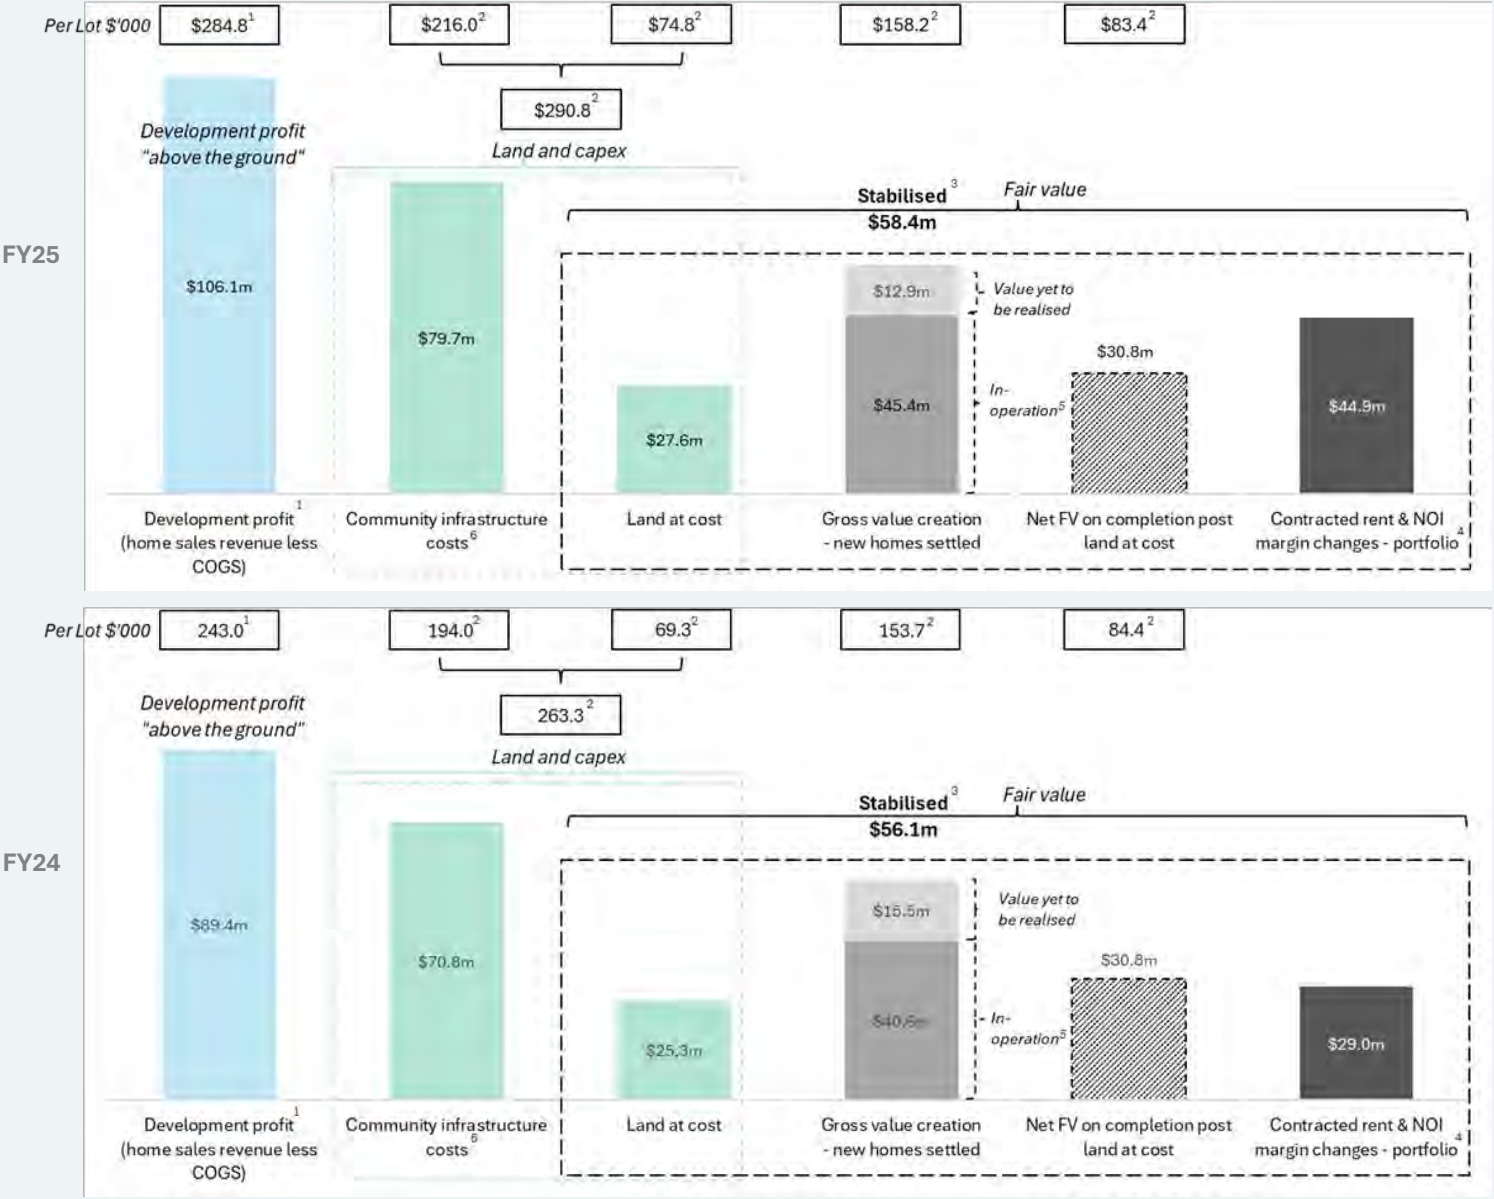 Per Lot $'000 $284.8¹ $216.0² $74.8² $158.2² $83.4²
$290.8²
Development profit
"above the ground"
Land and capex
Stabilised³ Fair value
$58.4m
FY25
$106.1m
$79.7m
$27.6m
$12.9m
Value yet to
be realised
$45.4m
In-
operation⁵
$30.8m
$44.9m
Development profit¹
(home sales revenue less
COGS)
Community infrastructure
costs⁶
Land at cost
Gross value creation
- new homes settled
Net FV on completion post
land at cost
Contracted rent & NOI
margin changes - portfolio⁴
Per Lot $'000 243.0¹ 194.0² 69.3² 153.7² 84.4²
263.3²
Development profit
"above the ground"
Land and capex
Stabilised³ Fair value
$56.1m
FY24
$89.4m
$70.8m
$25.3m
$15.5m
Value yet to
be realised
$40.6m
In-
operation⁵
$30.8m
$29.0m
Development profit¹
(home sales revenue less
COGS)
Community infrastructure
costs⁶
Land at cost
Gross value creation
- new homes settled
Net FV on completion post
land at cost
Contracted rent & NOI
margin changes - portfolio⁴